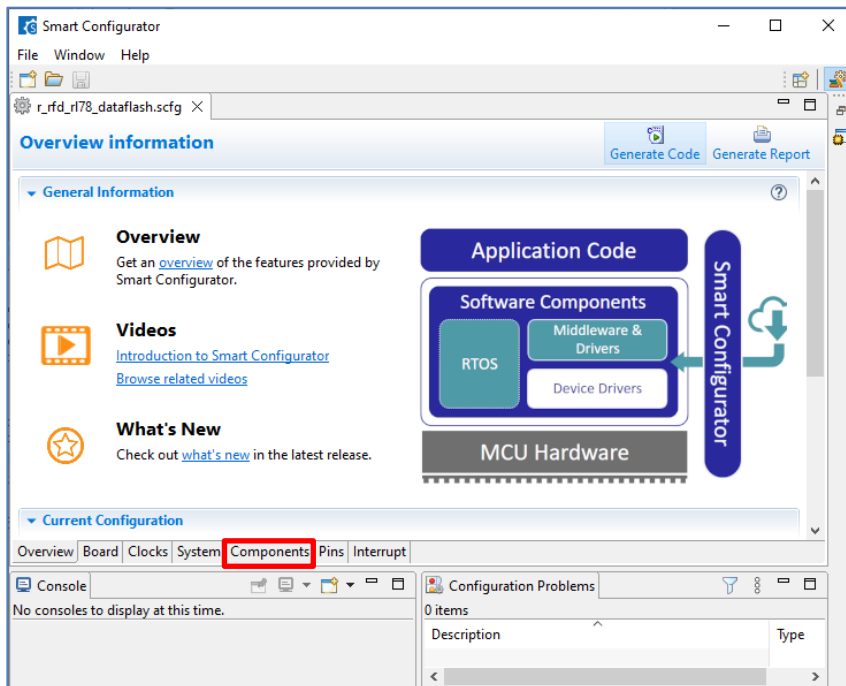 Smart Configurator
File Window Help
r_rfd_rl78_dataflash.scfg
Overview information
Generate Code Generate Report
General Information
Overview
Get an overview of the features provided by
Smart Configurator.
Videos
Introduction to Smart Configurator
Browse related videos
What's New
Check out what's new in the latest release.
Application Code
Software Components
RTOS
Middleware &
Drivers
Device Drivers
MCU Hardware
Smart Configurator
Current Configuration
Overview Board Clocks System Components Pins Interrupt
Console
No consoles to display at this time.
Configuration Problems
0 items
Description Type